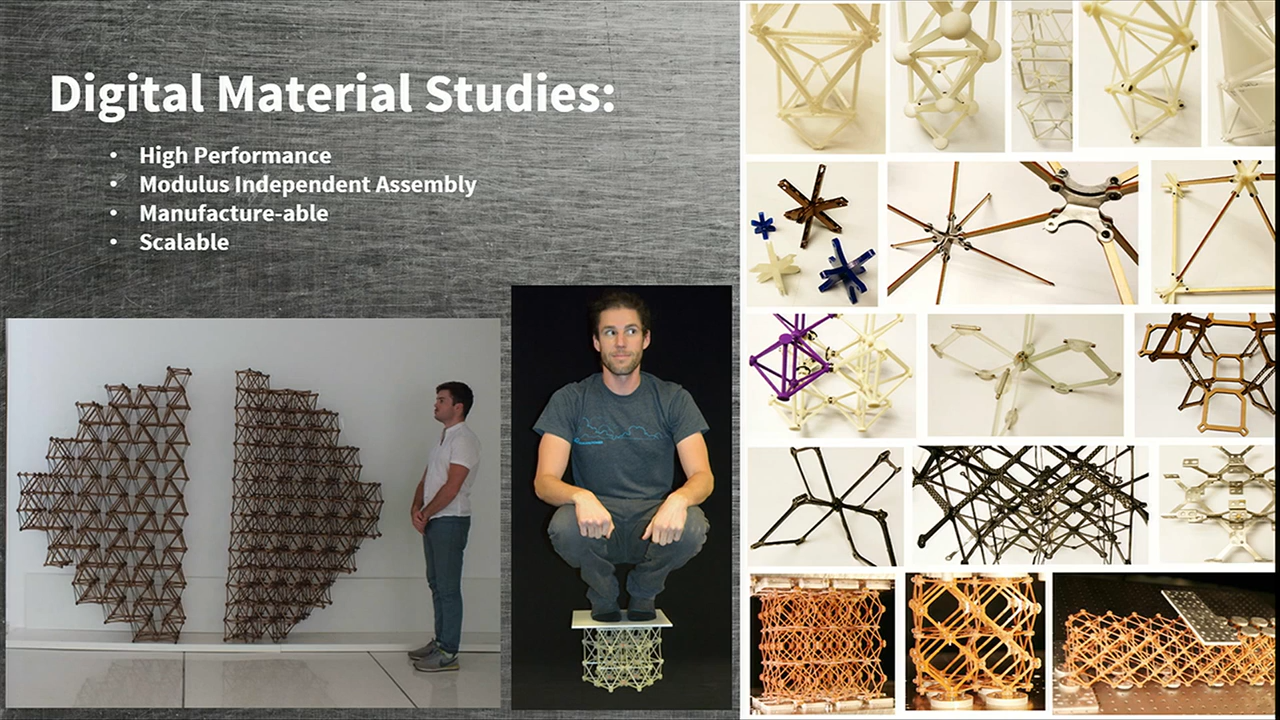 Digital Material Studies:
• High Performance
• Modulus Independent Assembly
• Manufacture-able
• Scalable